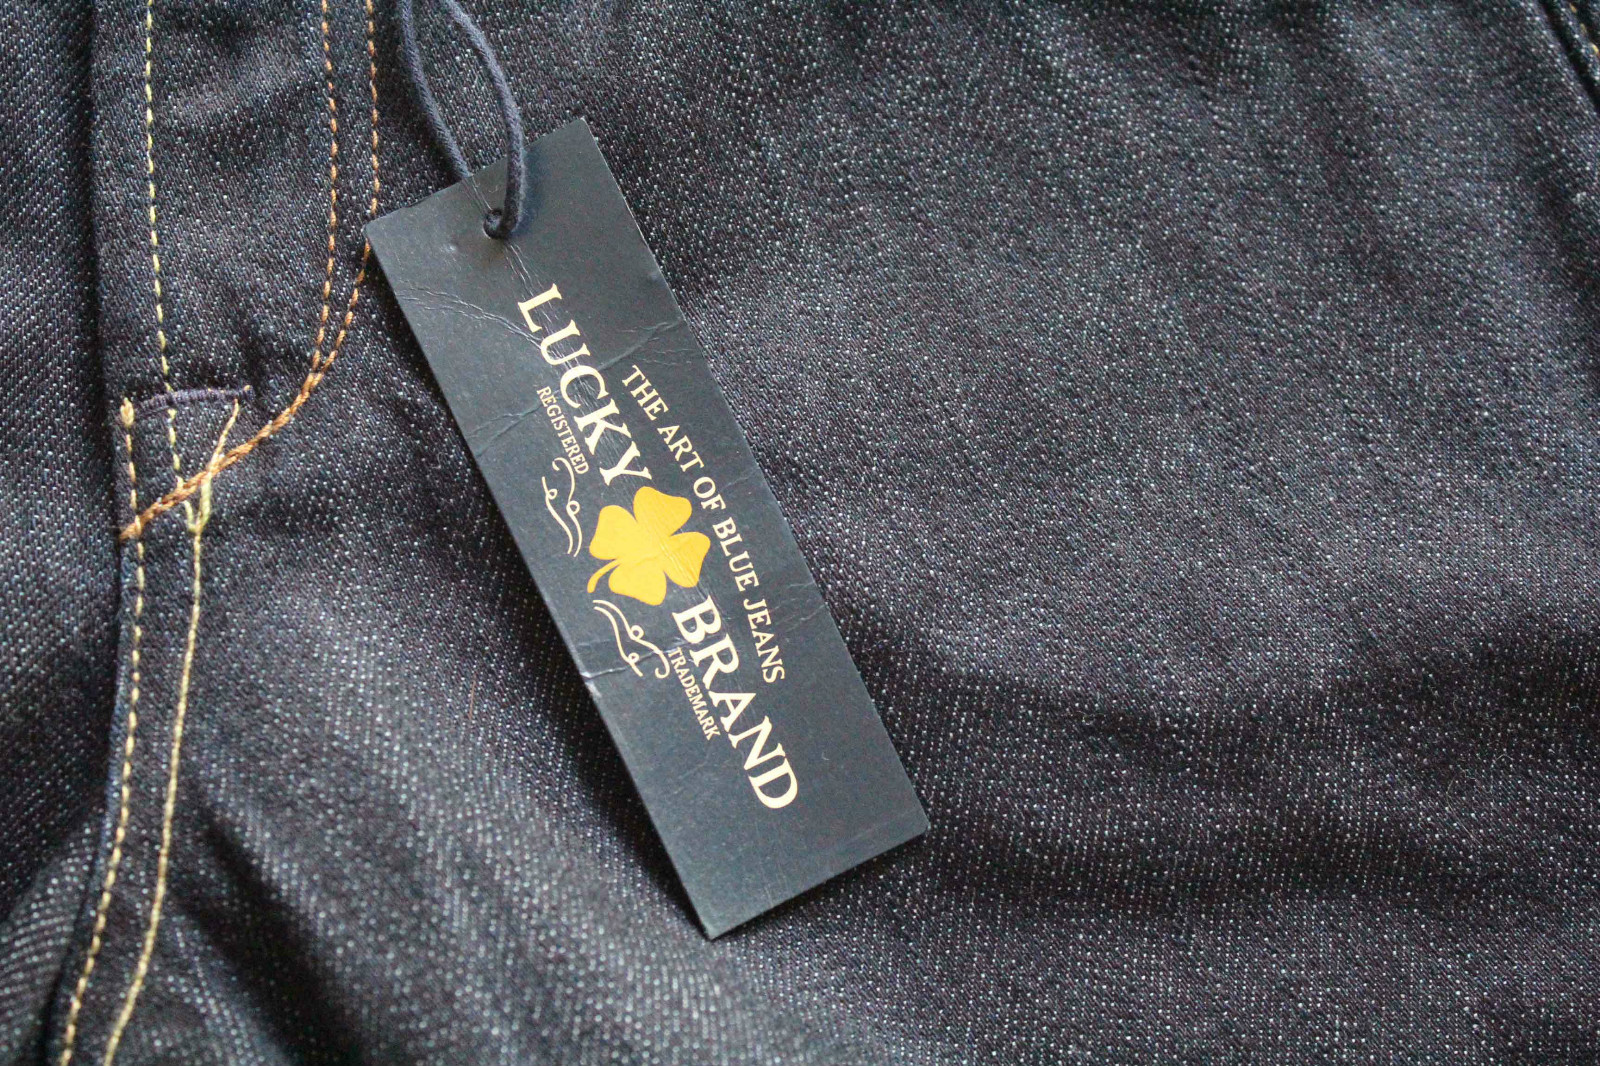 THE ART OF BLUE JEANS
LUCKY BRAND
REGISTERED TRADEMARK